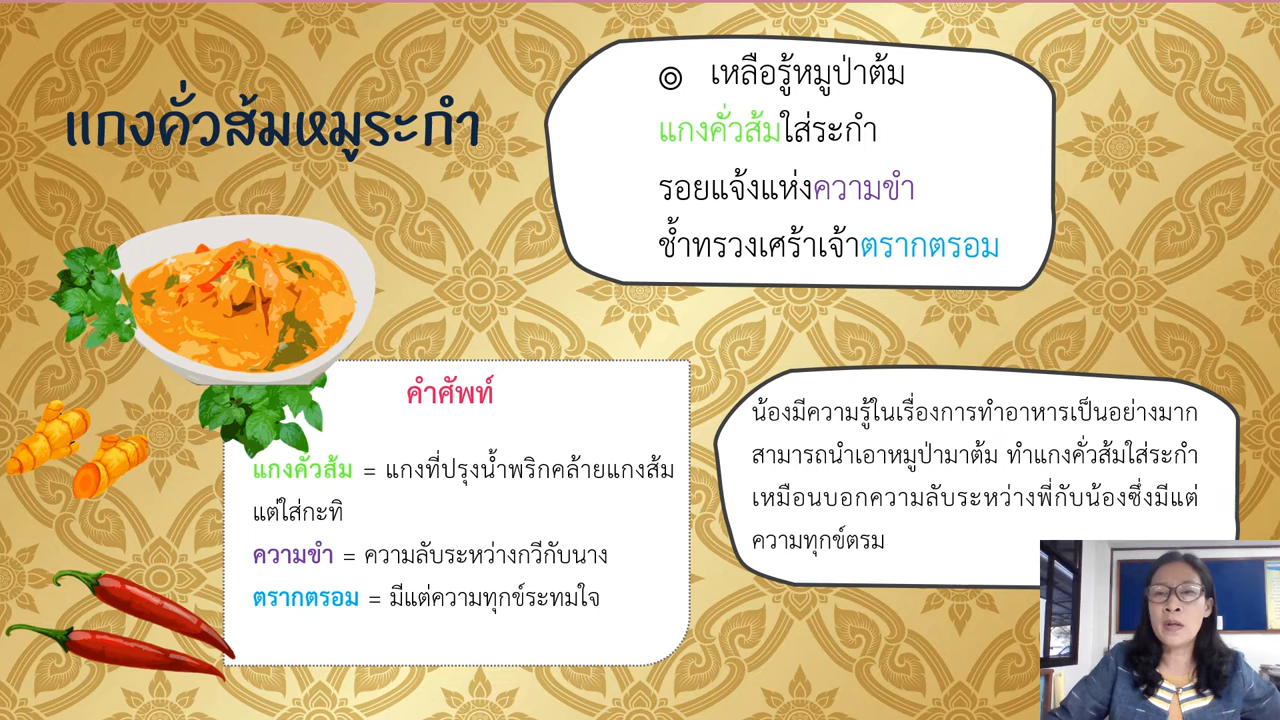 แกงคั่วส้มหมูระกำ
๏ เหลือรู้หมูป่าต้ม
แกงคั่วส้มใส่ระกำ
รอยแจ้งแห่งความขำ
ช้ำทรวงเศร้าเจ้าตรากตรอม
คำศัพท์
แกงคั่วส้ม = แกงที่ปรุงน้ำพริกคล้ายแกงส้ม
แต่ใส่กะทิ
ความขำ = ความลับระหว่างกวีกับนาง
ตรากตรอม = มีแต่ความทุกข์ระทมใจ
น้องมีความรู้ในเรื่องการทำอาหารเป็นอย่างมาก
สามารถนำเอาหมูป่ามาต้ม ทำแกงคั่วส้มใส่ระกำ
เหมือนบอกความลับระหว่างพี่กับน้องซึ่งมีแต่
ความทุกข์ตรม